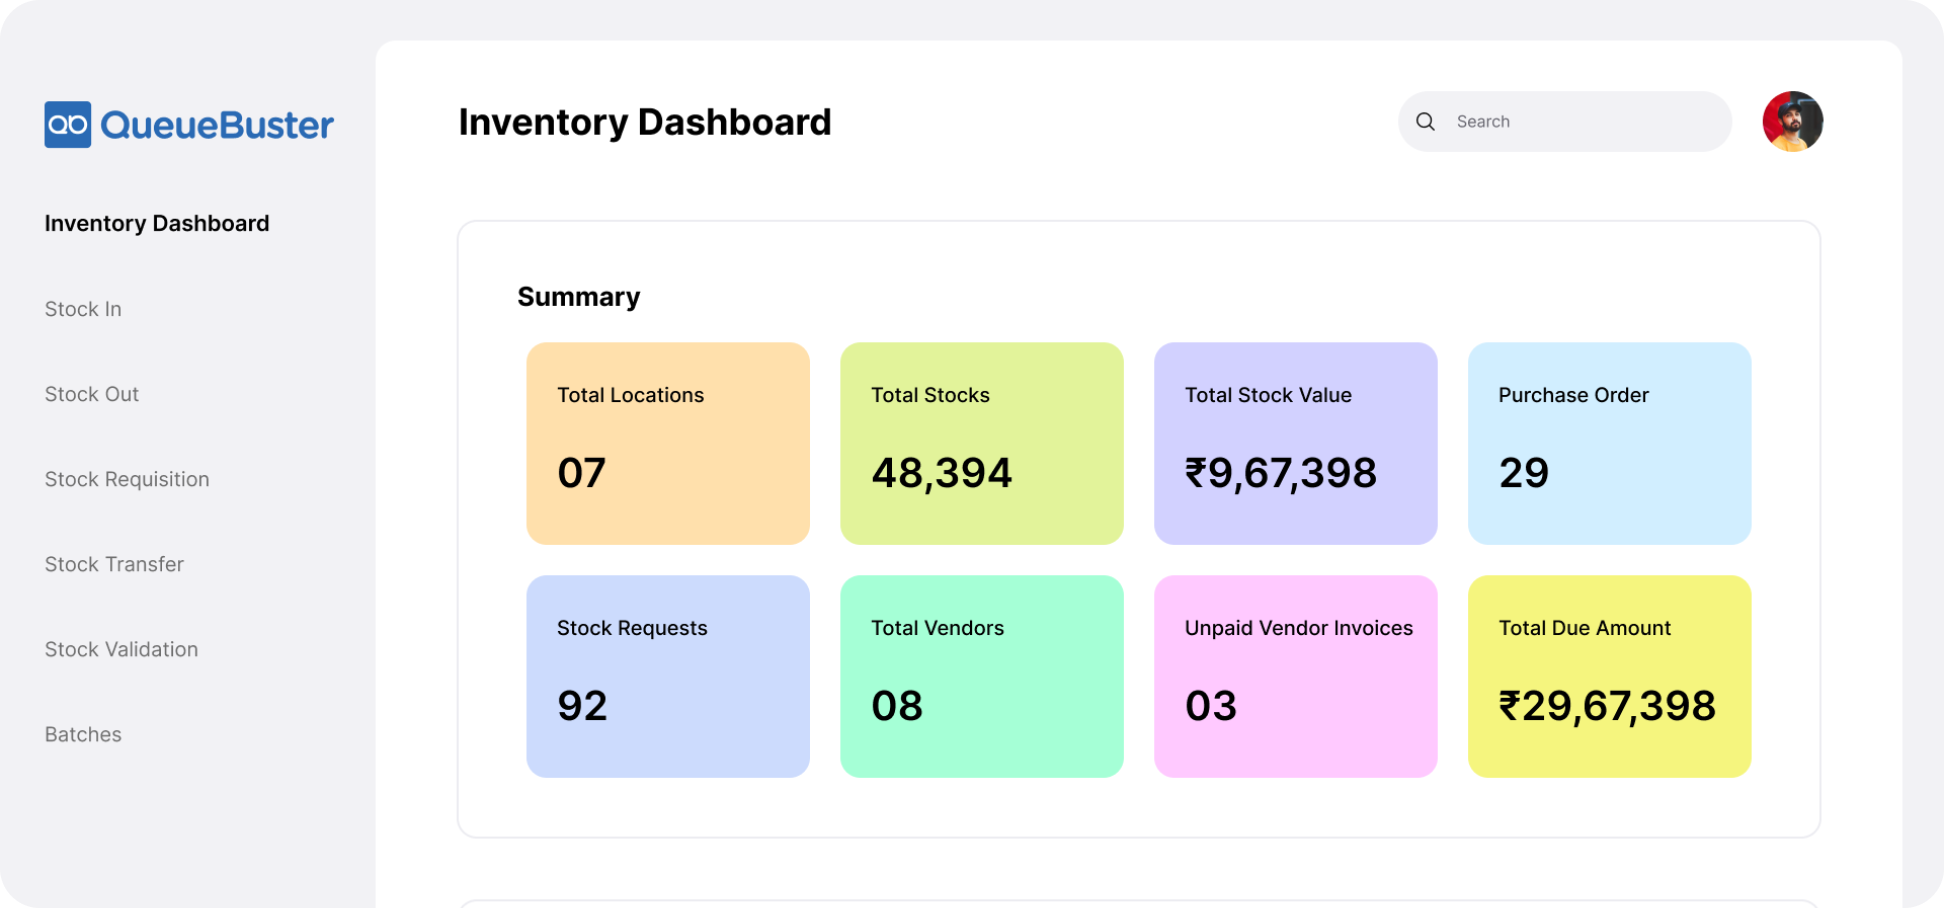 QueueBuster
Inventory Dashboard
Stock In
Stock Out
Stock Requisition
Stock Transfer
Stock Validation
Batches
Inventory Dashboard
Search
Summary
Total Locations
07
Total Stocks
48,394
Total Stock Value
₹9,67,398
Purchase Order
29
Stock Requests
92
Total Vendors
08
Unpaid Vendor Invoices
03
Total Due Amount
₹29,67,398